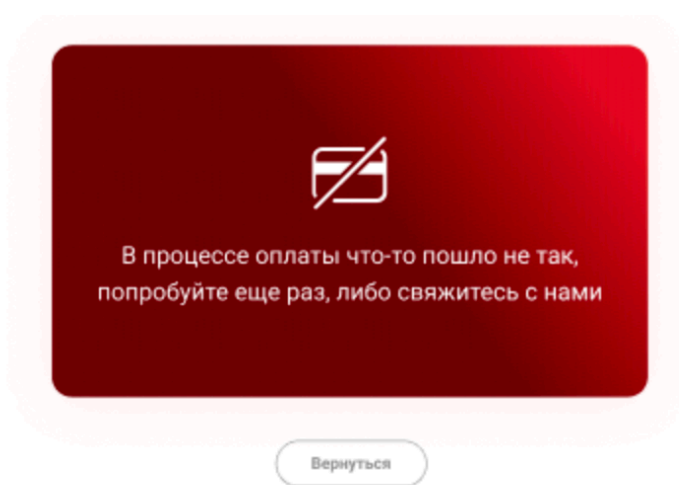 В процессе оплаты что-то пошло не так,
попробуйте еще раз, либо свяжитесь с нами
Вернуться